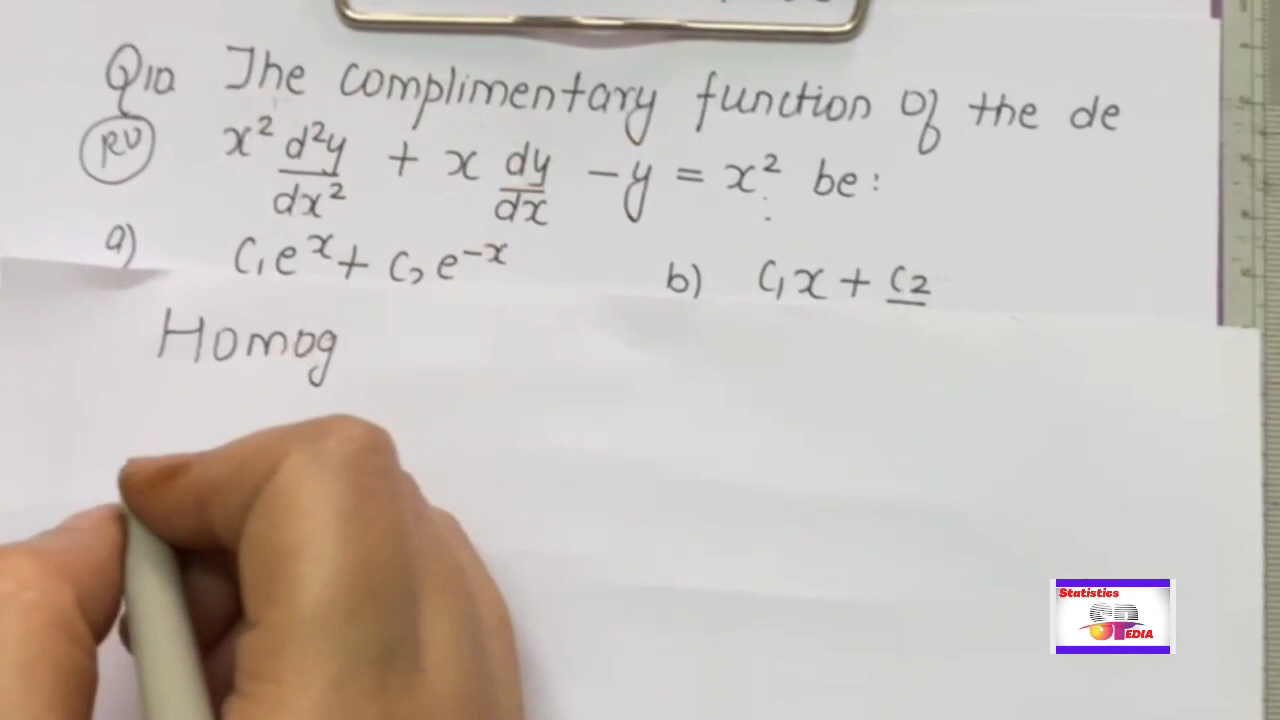 Q10 The complimentary function of the de
RU x² d²y/dx² + x dy/dx - y = x² be:
a) C₁eˣ + C₂e⁻ˣ b) C₁x + C2
Homog
Statistics
EDIA